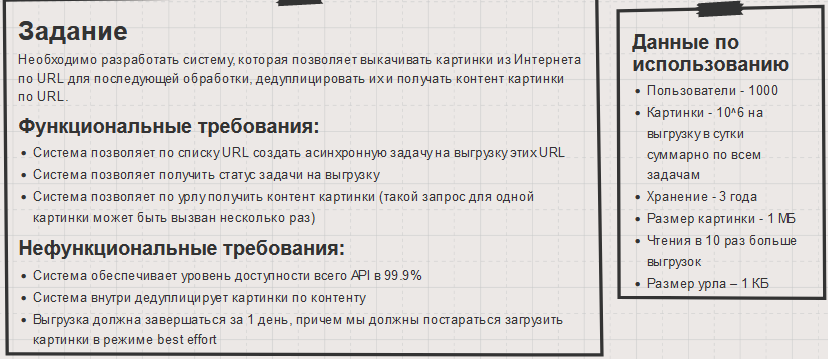 Задание
Необходимо разработать систему, которая позволяет выкачивать картинки из Интернета
по URL для последующей обработки, дедуплицировать их и получать контент картинки
по URL.
Функциональные требования:
• Система позволяет по списку URL создать асинхронную задачу на выгрузку этих URL
• Система позволяет получить статус задачи на выгрузку
• Система позволяет по урлу получить контент картинки (такой запрос для одной
картинки может быть вызван несколько раз)
Нефункциональные требования:
• Система обеспечивает уровень доступности всего API в 99.9%
• Система внутри дедуплицирует картинки по контенту
• Выгрузка должна завершаться за 1 день, причем мы должны постараться загрузить
картинки в режиме best effort
Данные по
использованию
• Пользователи - 1000
• Картинки - 10^6 на
выгрузку в сутки
суммарно по всем
задачам
• Хранение - 3 года
• Размер картинки - 1 МБ
• Чтения в 10 раз больше
выгрузок
• Размер урла – 1 КБ